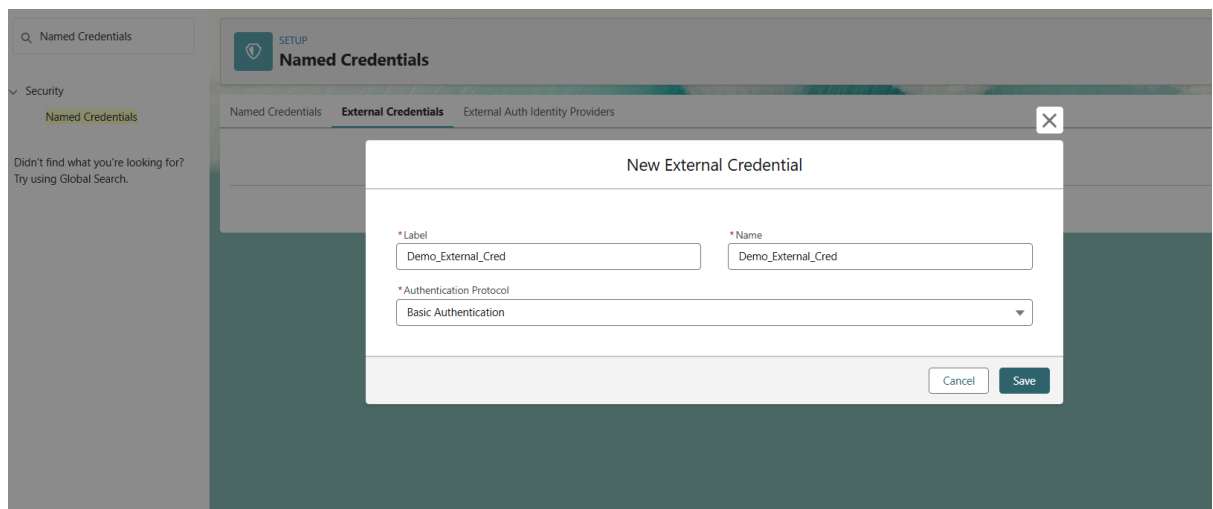 Named Credentials
Security
Named Credentials
Didn't find what you're looking for?
Try using Global Search.
SETUP
Named Credentials
Named Credentials External Credentials External Auth Identity Providers
New External Credential
*Label *Name
Demo_External_Cred Demo_External_Cred
*Authentication Protocol
Basic Authentication
Cancel Save